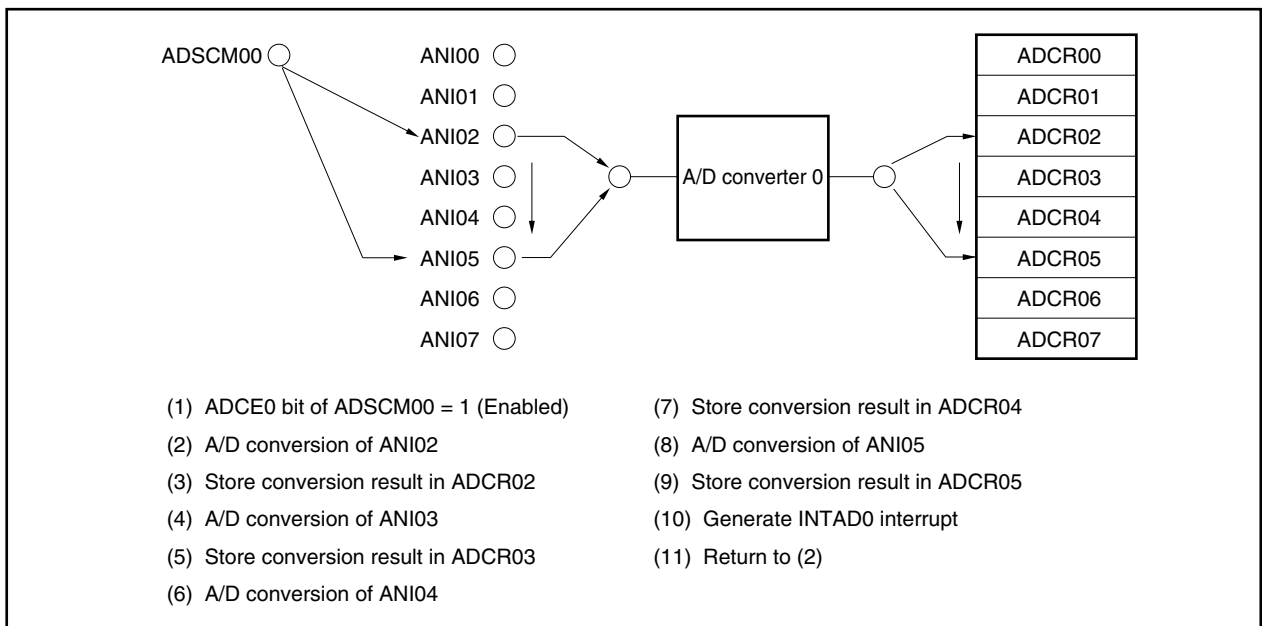 ADSCM00
ANI00
ANI01
ANI02
ANI03
ANI04
ANI05
ANI06
ANI07
A/D converter 0
ADCR00
ADCR01
ADCR02
ADCR03
ADCR04
ADCR05
ADCR06
ADCR07
(1) ADCE0 bit of ADSCM00 = 1 (Enabled)
(2) A/D conversion of ANI02
(3) Store conversion result in ADCR02
(4) A/D conversion of ANI03
(5) Store conversion result in ADCR03
(6) A/D conversion of ANI04
(7) Store conversion result in ADCR04
(8) A/D conversion of ANI05
(9) Store conversion result in ADCR05
(10) Generate INTAD0 interrupt
(11) Return to (2)